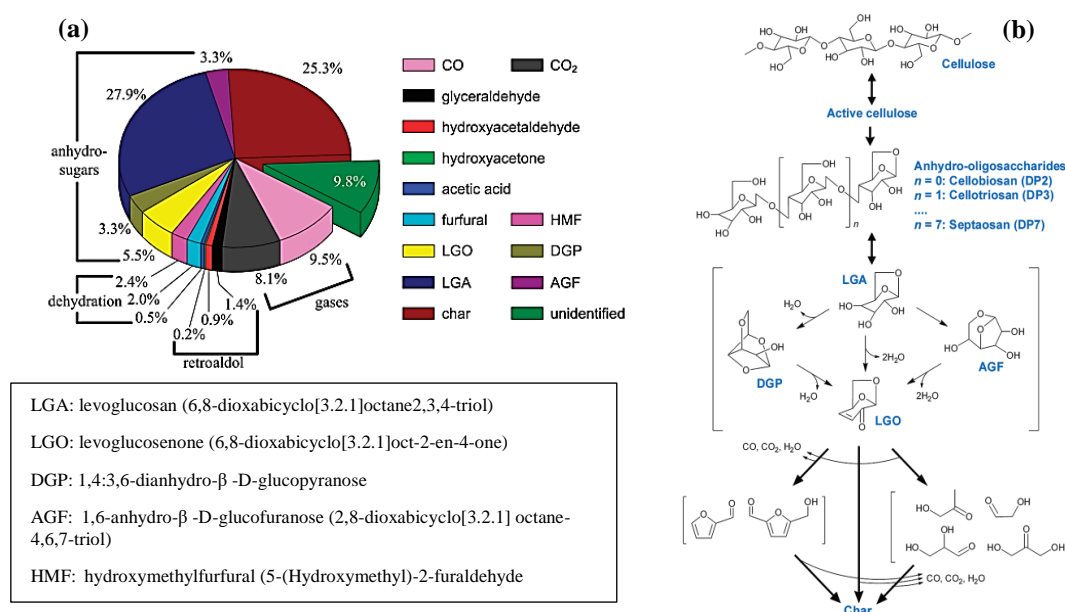 (a)
3.3%
25.3%
27.9%
anhydro-
sugars
9.8%
3.3%
5.5%
2.4%
dehydration
2.0%
0.5%
0.2%
0.9%
1.4%
8.1%
9.5%
gases
retroaldol
CO
CO₂
glyceraldehyde
hydroxyacetaldehyde
hydroxyacetone
acetic acid
furfural
HMF
LGO
DGP
LGA
AGF
char
unidentified
LGA: levoglucosan (6,8-dioxabicyclo[3.2.1]octane2,3,4-triol)
LGO: levoglucosenone (6,8-dioxabicyclo[3.2.1]oct-2-en-4-one)
DGP: 1,4:3,6-dianhydro-β -D-glucopyranose
AGF: 1,6-anhydro-β -D-glucofuranose (2,8-dioxabicyclo[3.2.1] octane-
4,6,7-triol)
HMF: hydroxymethylfurfural (5-(Hydroxymethyl)-2-furaldehyde
(b)
Cellulose
Active cellulose
Anhydro-oligosaccharides
n = 0: Cellobiosan (DP2)
n = 1: Cellotriosan (DP3)
....
n = 7: Septaosan (DP7)
n
LGA
H₂O
2H₂O
DGP
AGF
H₂O
2H₂O
LGO
CO, CO₂, H₂O
CO, CO₂, H₂O
Char